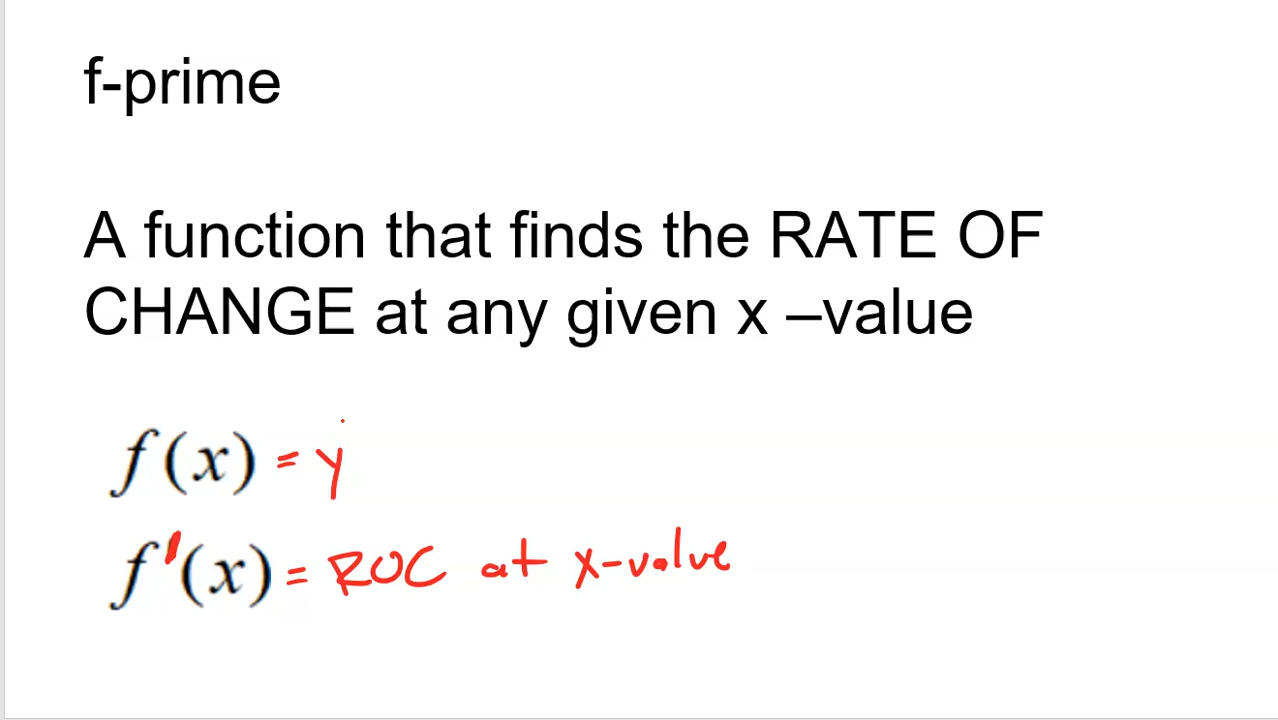 f-prime
A function that finds the RATE OF
CHANGE at any given x –value
f(x) = y
f'(x) = ROC at x-value